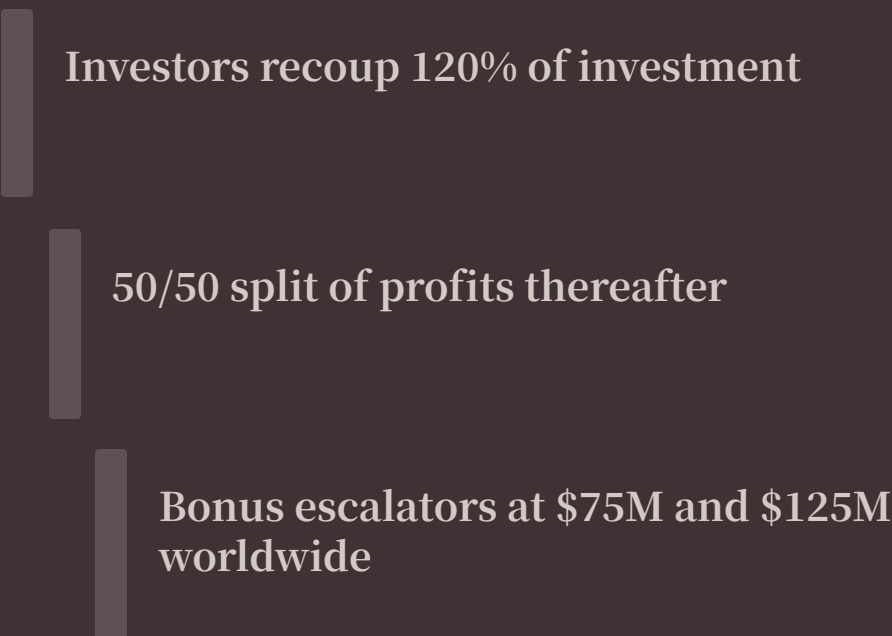 Investors recoup 120% of investment
50/50 split of profits thereafter
Bonus escalators at $75M and $125M
worldwide